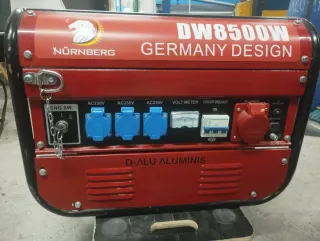 DW8500W
NÜRNBERG
GERMANY DESIGN
ENG SW.
AC230V
AC230V
AC230V
VOLT METER
D-ALU ALUMINIS